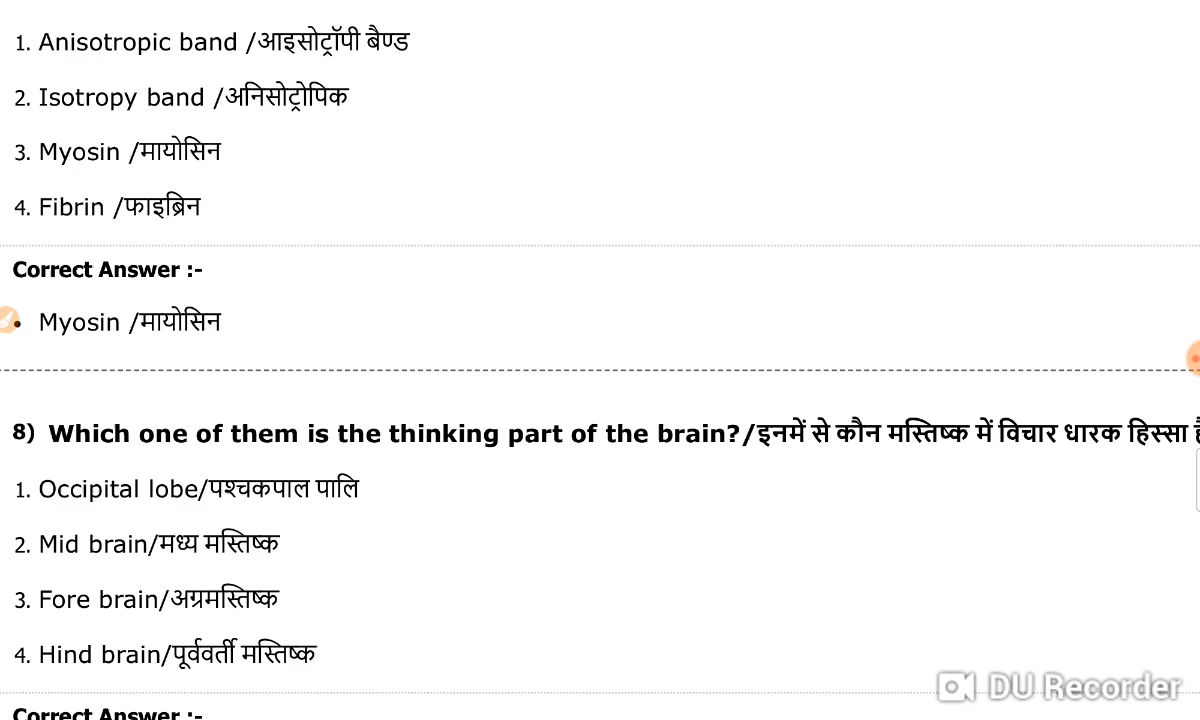 1. Anisotropic band /आइसोट्रॉपी बैण्ड
2. Isotropy band /अनिसोट्रोपिक
3. Myosin /मायोसिन
4. Fibrin /फाइब्रिन
Correct Answer :-
• Myosin /मायोसिन
8) Which one of them is the thinking part of the brain?/इनमें से कौन मस्तिष्क में विचार धारक हिस्सा है
1. Occipital lobe/पश्चकपाल पालि
2. Mid brain/मध्य मस्तिष्क
3. Fore brain/अग्रमस्तिष्क
4. Hind brain/पूर्ववर्ती मस्तिष्क
DU Recorder
Correct Answer :-